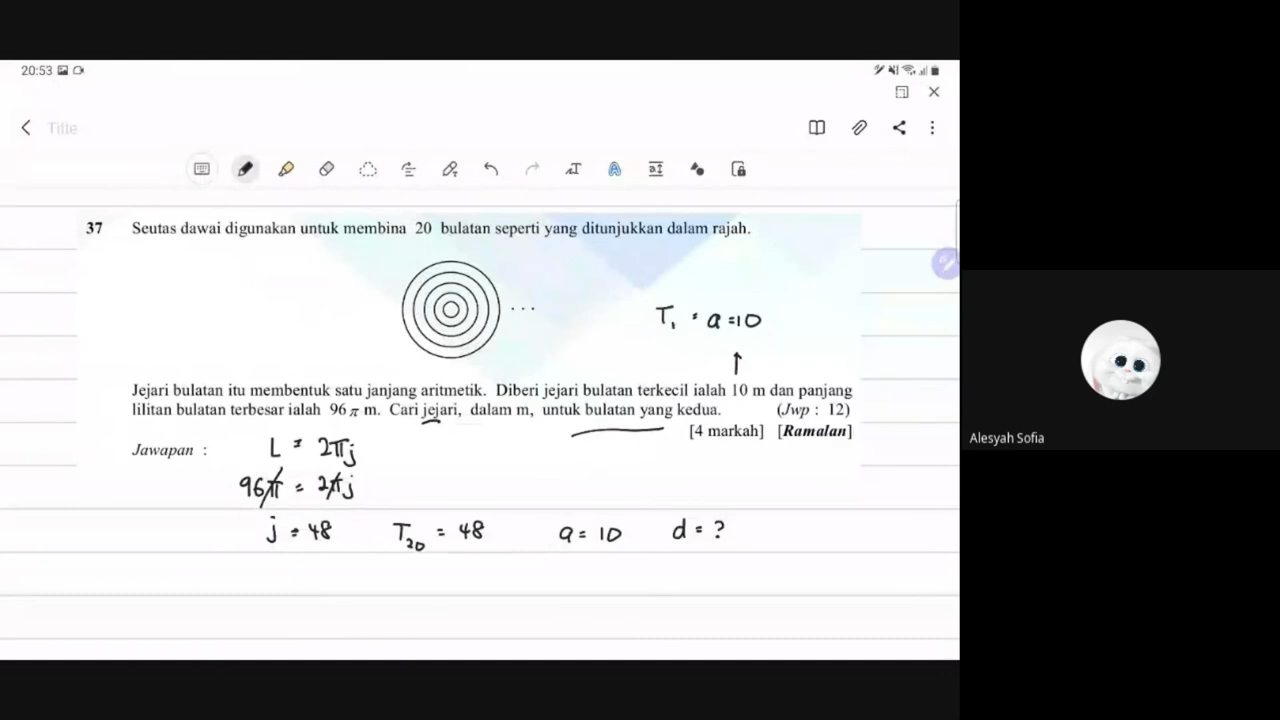 20:53
Title
37 Seutas dawai digunakan untuk membina 20 bulatan seperti yang ditunjukkan dalam rajah.
...
T₁ = a = 10
↑
Jejari bulatan itu membentuk satu janjang aritmetik. Diberi jejari bulatan terkecil ialah 10 m dan panjang
lilitan bulatan terbesar ialah 96 π m. Cari jejari, dalam m, untuk bulatan yang kedua. (Jwp : 12)
[4 markah] [Ramalan]
Jawapan : L = 2πj
96π = 2πj
j = 48 T₂₀ = 48 a = 10 d = ?
Alesyah Sofia